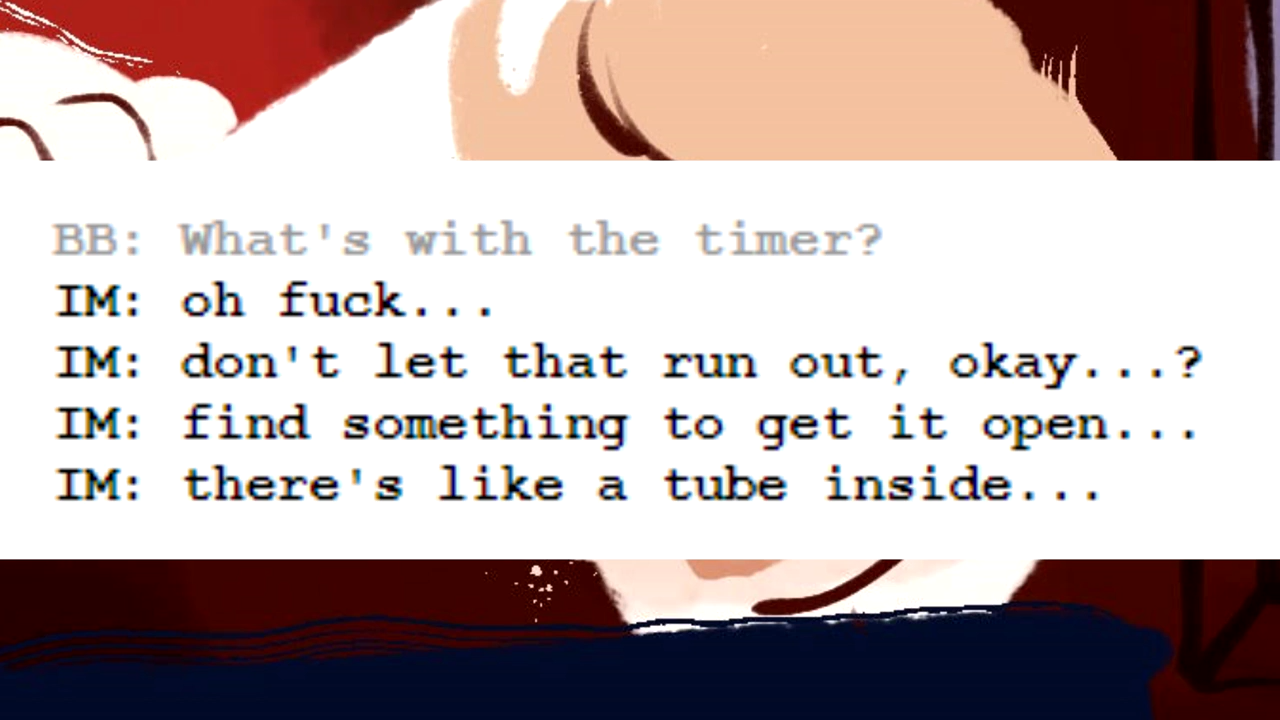 BB: What's with the timer?
IM: oh fuck...
IM: don't let that run out, okay...?
IM: find something to get it open...
IM: there's like a tube inside...